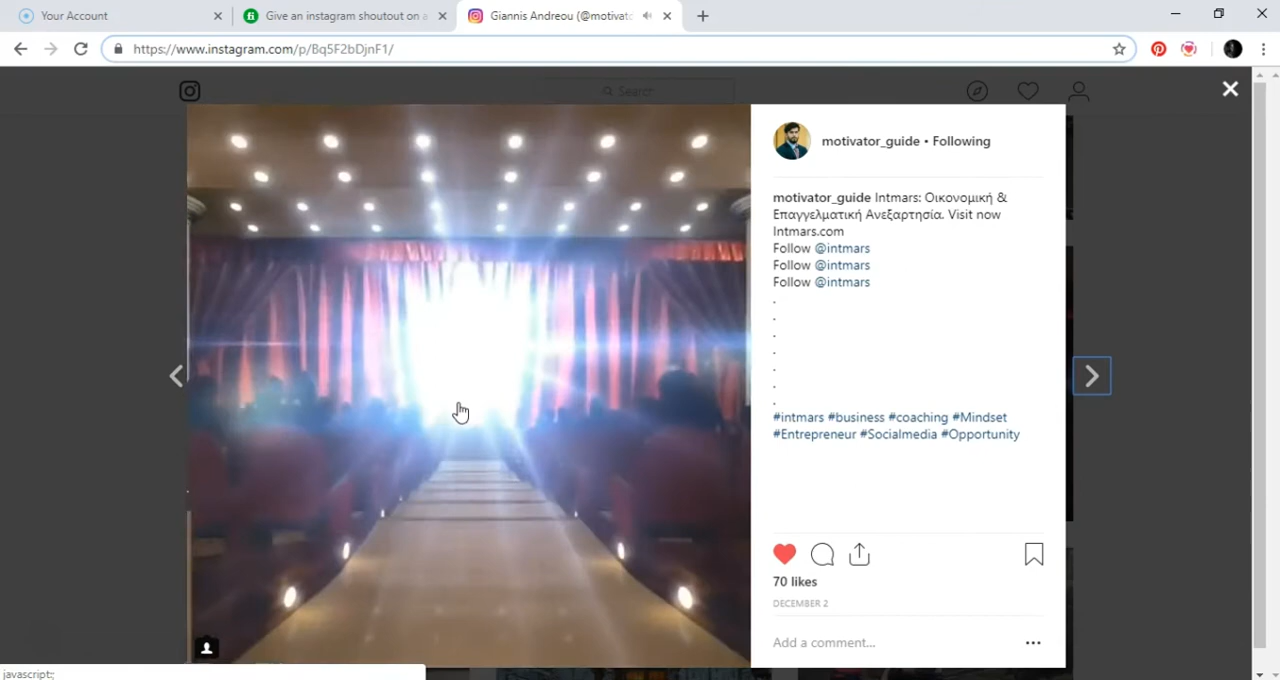 Your Account
Give an instagram shoutout on a
Giannis Andreou (@motivato
https://www.instagram.com/p/Bq5F2bDjnF1/
Search
motivator_guide • Following
motivator_guide Intmars: Οικονομική &
Επαγγελματική Ανεξαρτησία. Visit now
Intmars.com
Follow @intmars
Follow @intmars
Follow @intmars
.
.
.
.
.
.
.
#intmars #business #coaching #Mindset
#Entrepreneur #Socialmedia #Opportunity
70 likes
DECEMBER 2
Add a comment...
javascript:;